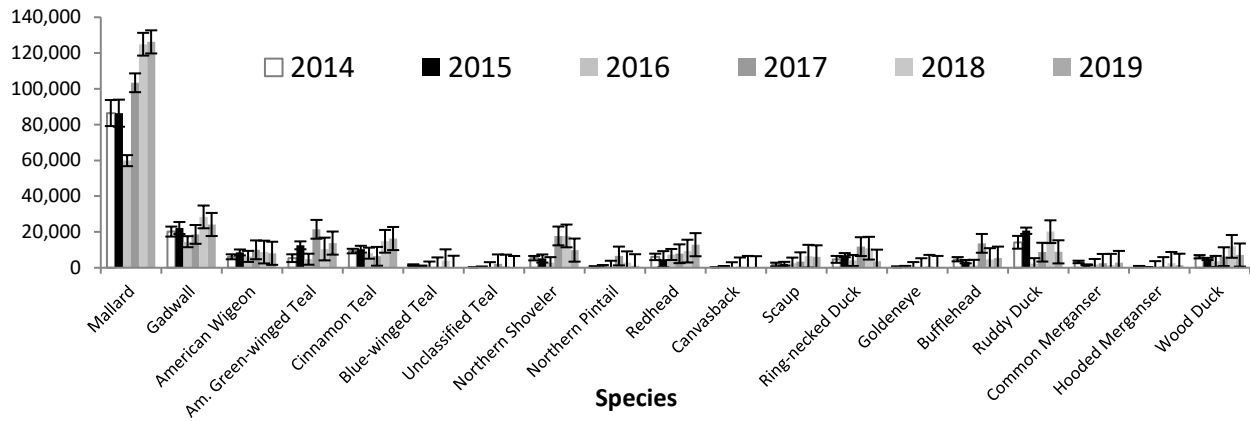 140,000
120,000
100,000
80,000
60,000
40,000
20,000
0
2014 2015 2016 2017 2018 2019
Mallard
Gadwall
American Wigeon
Am. Green-winged Teal
Cinnamon Teal
Blue-winged Teal
Unclassified Teal
Northern Shoveler
Northern Pintail
Redhead
Canvasback
Scaup
Ring-necked Duck
Goldeneye
Bufflehead
Ruddy Duck
Common Merganser
Hooded Merganser
Wood Duck
Species